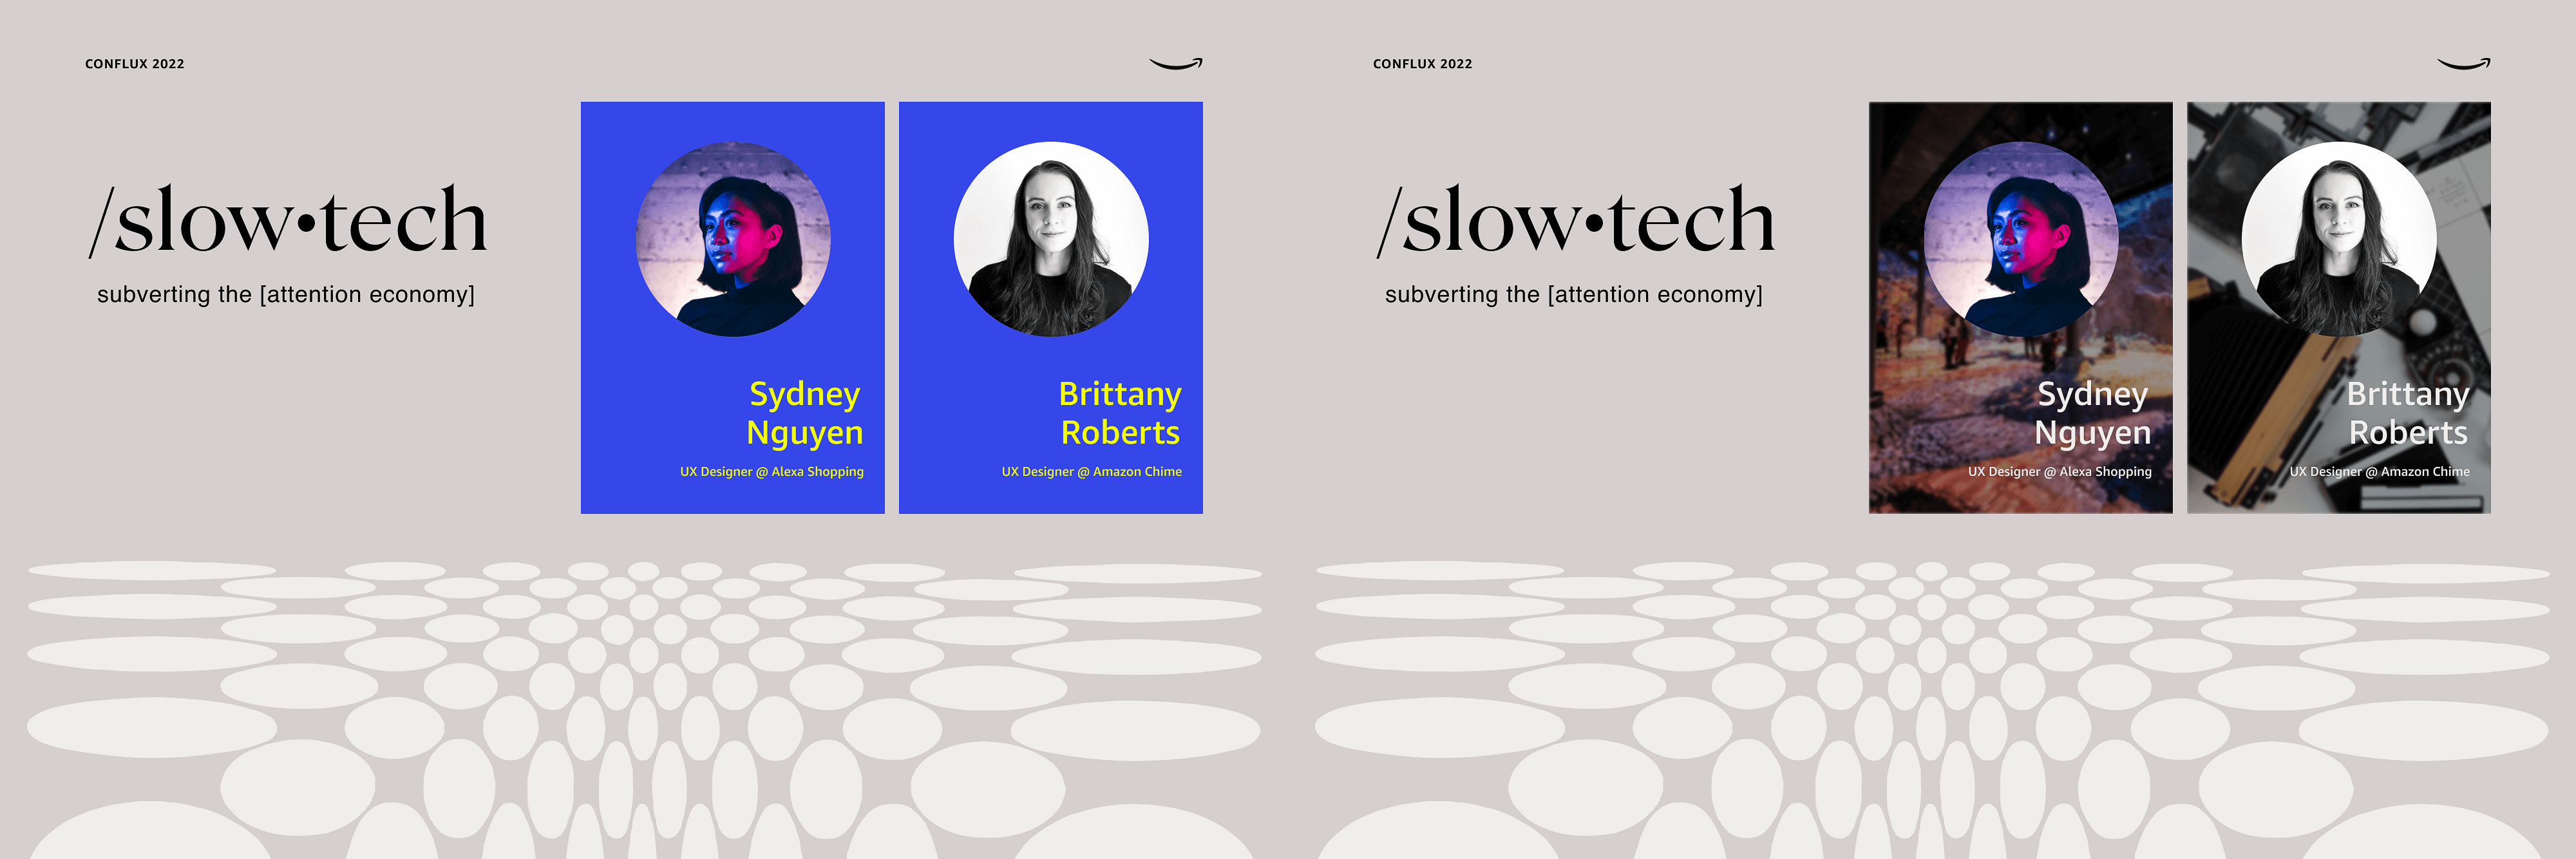 CONFLUX 2022
/slow•tech
subverting the [attention economy]
Sydney
Nguyen
UX Designer @ Alexa Shopping
Brittany
Roberts
UX Designer @ Amazon Chime
CONFLUX 2022
/slow•tech
subverting the [attention economy]
Sydney
Nguyen
UX Designer @ Alexa Shopping
Brittany
Roberts
UX Designer @ Amazon Chime